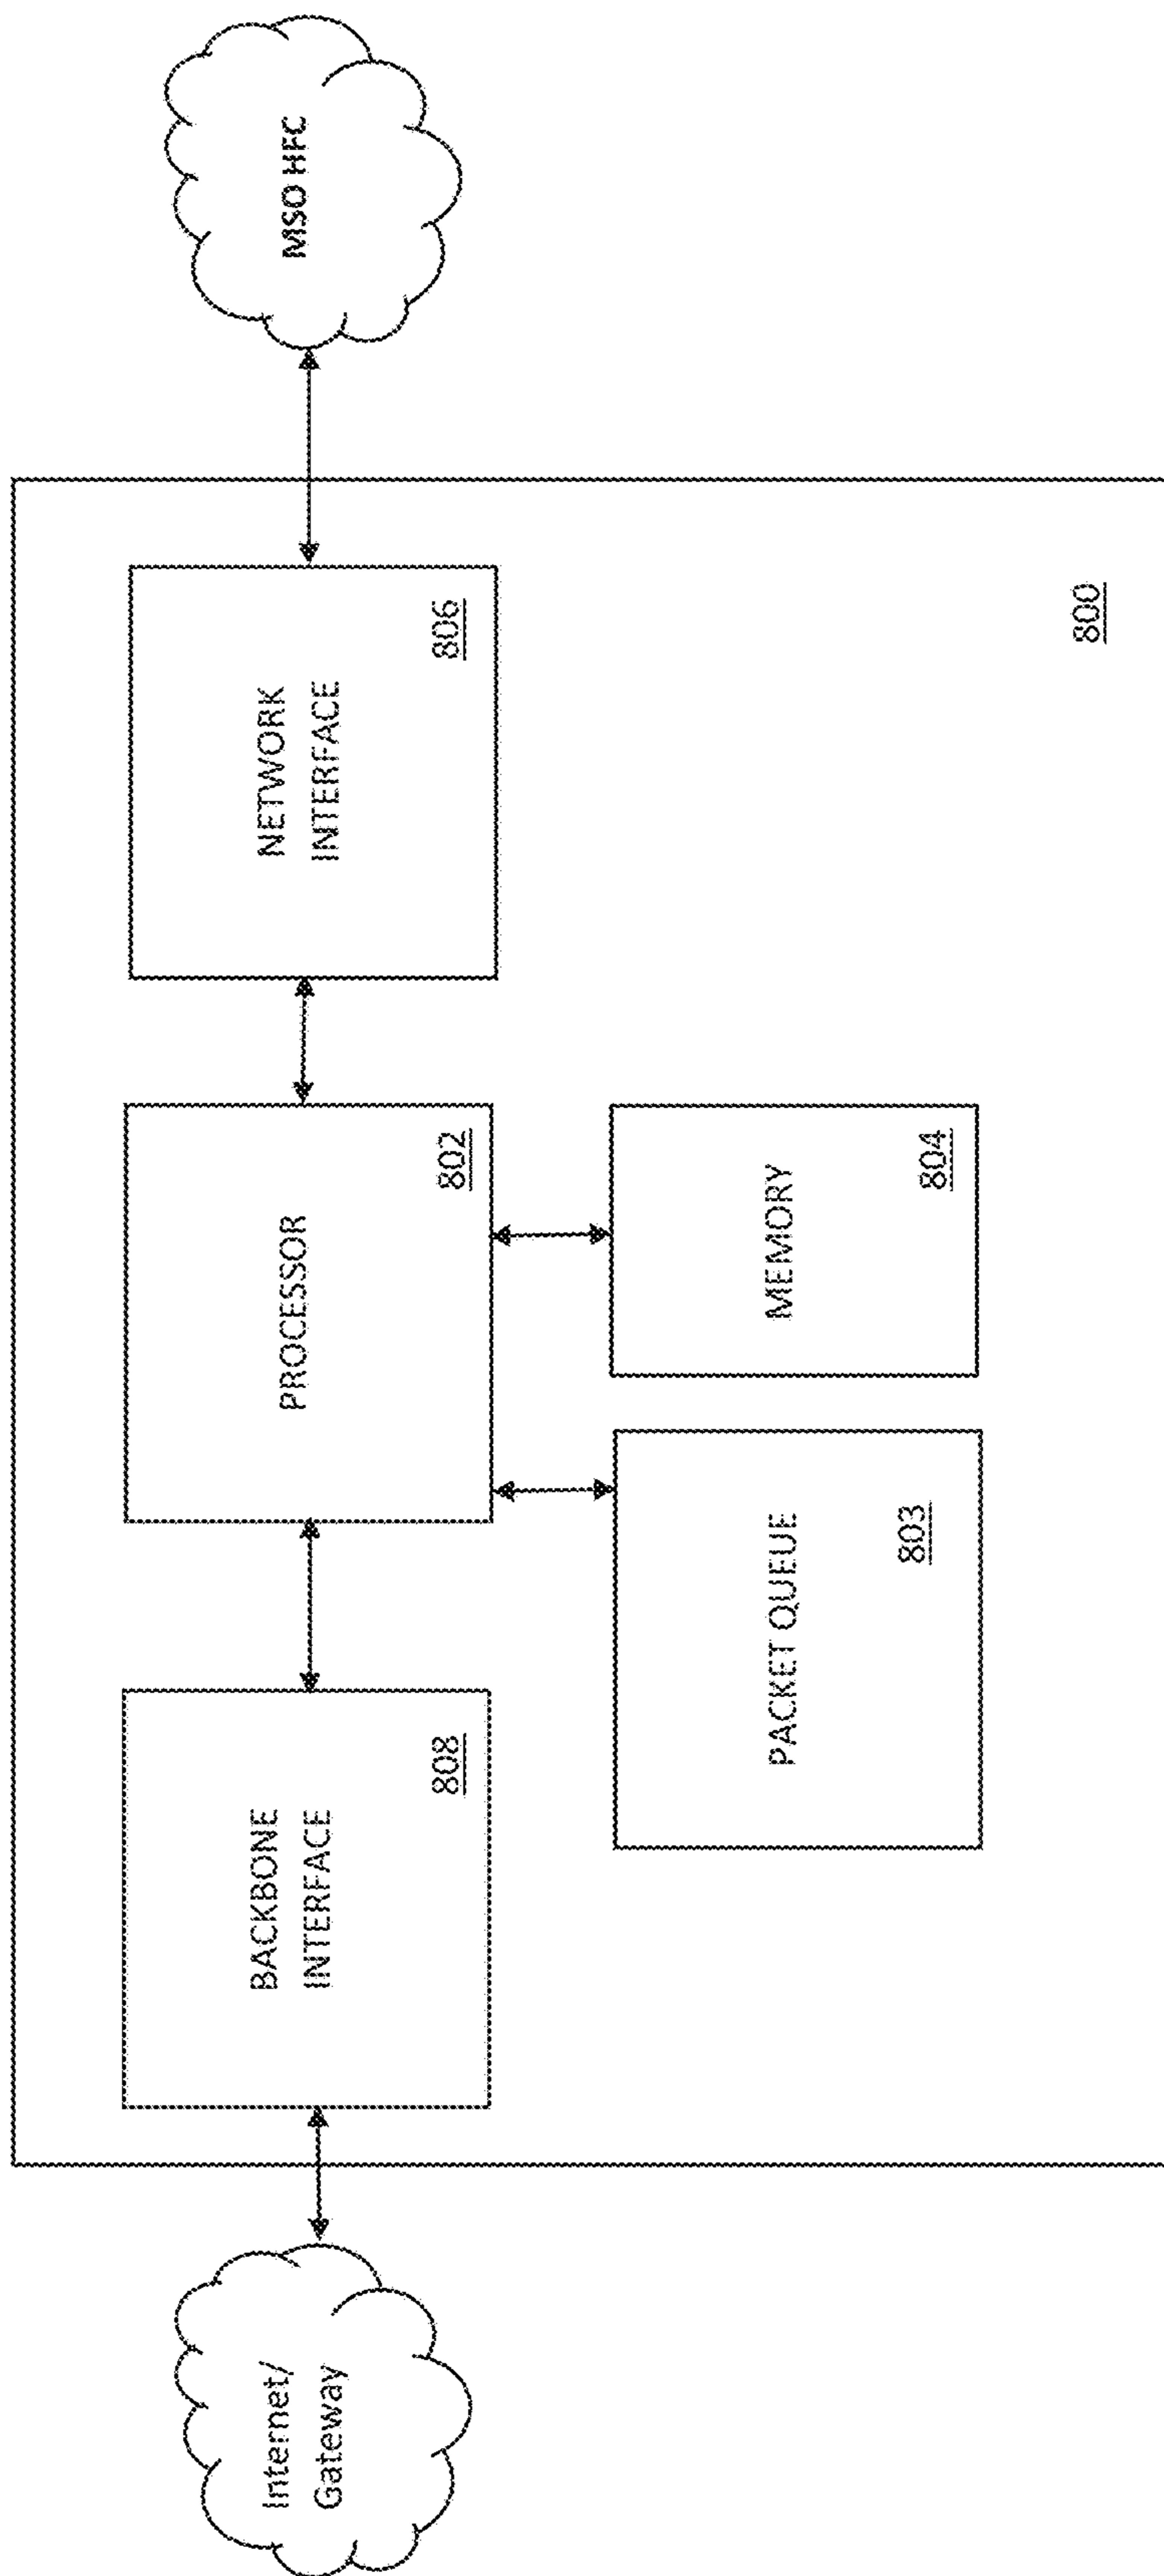 Internet/
Gateway
BACKBONE
INTERFACE
808
PROCESSOR
802
NETWORK
INTERFACE
806
MSO HFC
PACKET QUEUE
803
MEMORY
804
800